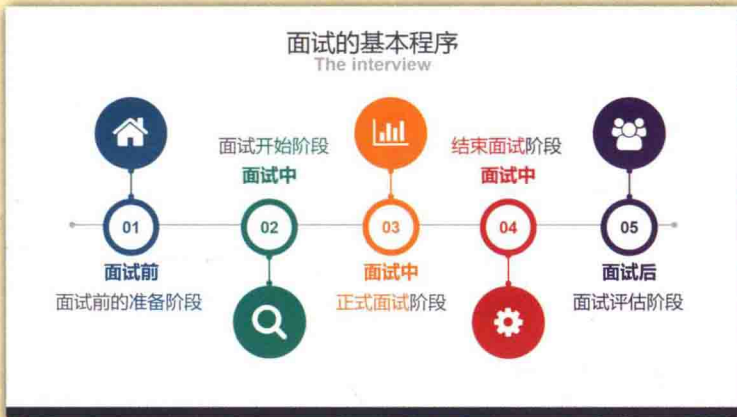 面试的基本程序
The interview
01
面试前
面试前的准备阶段
面试开始阶段
面试中
02
03
面试中
正式面试阶段
结束面试阶段
面试中
04
05
面试后
面试评估阶段